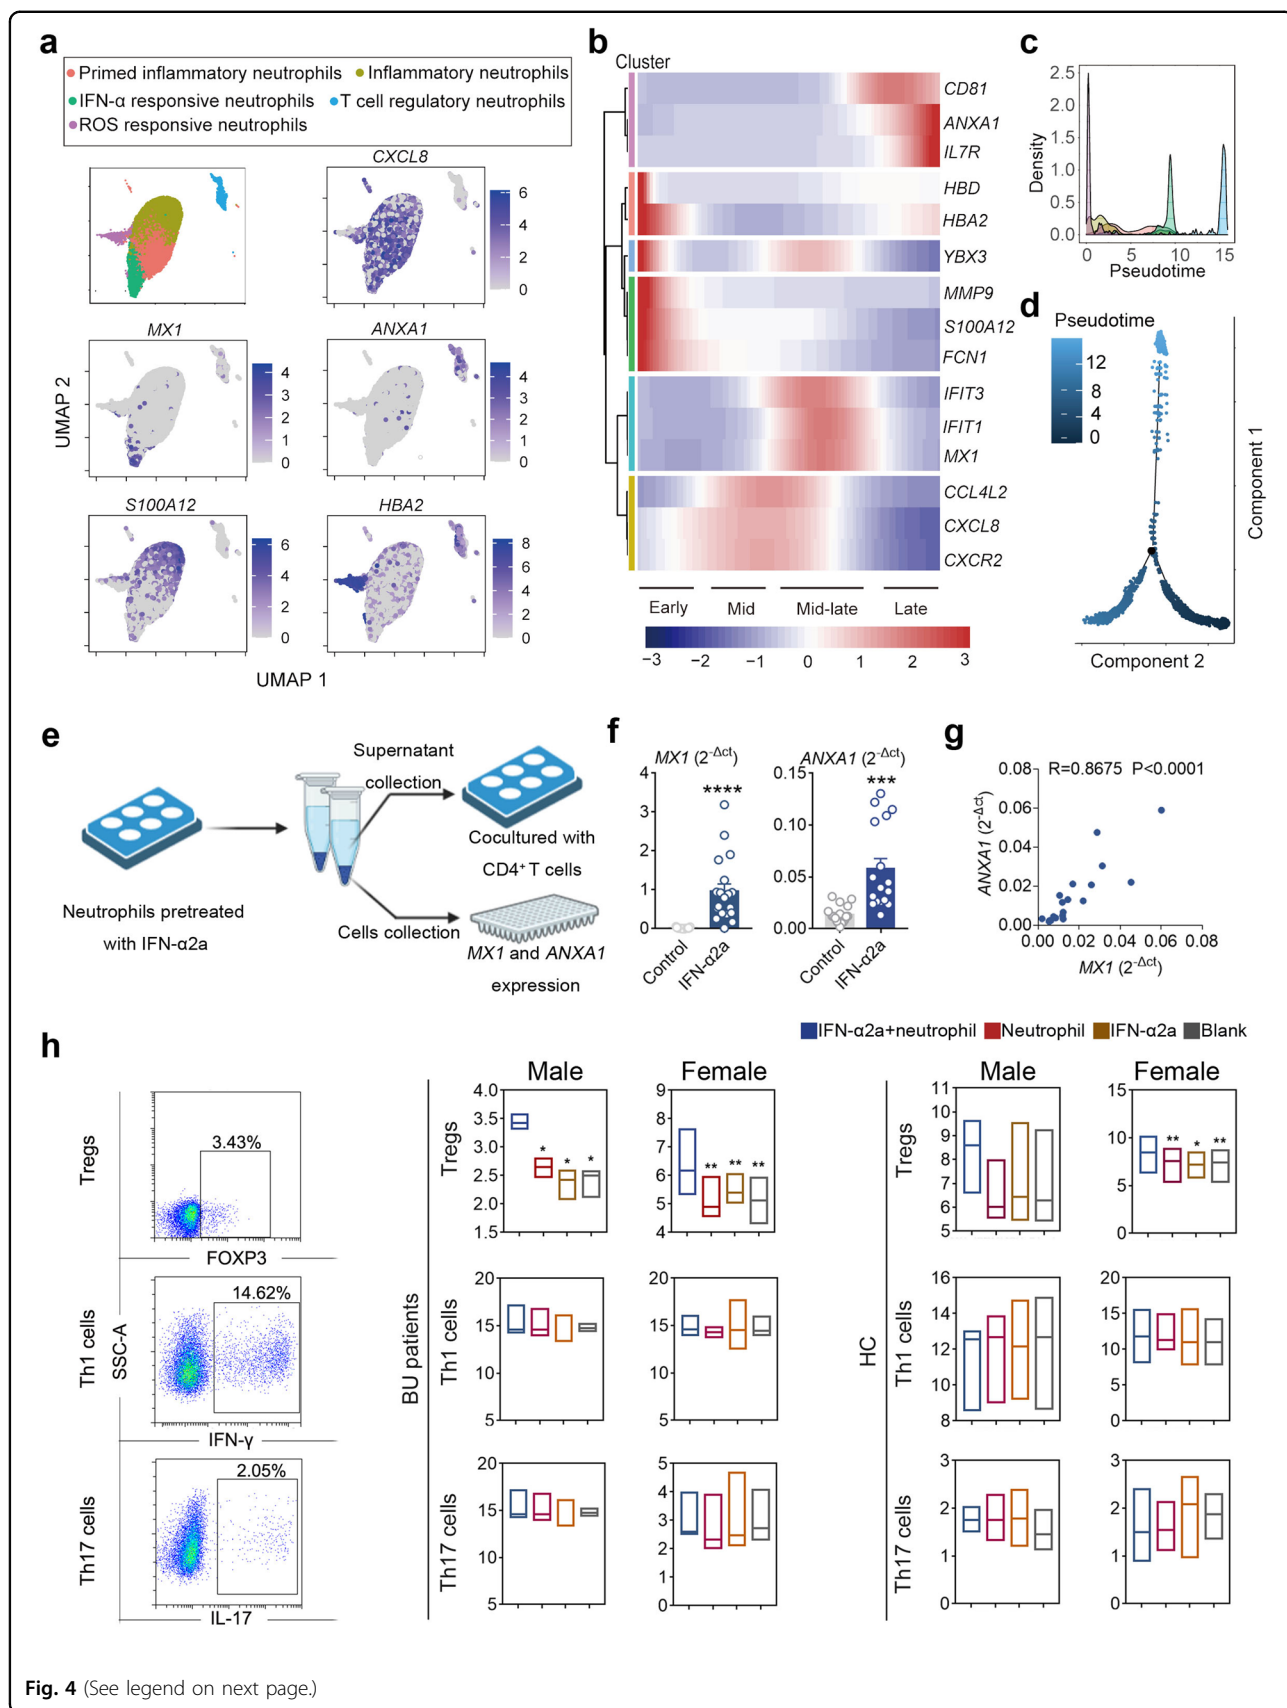 a
Primed inflammatory neutrophils
Inflammatory neutrophils
IFN-α responsive neutrophils
T cell regulatory neutrophils
ROS responsive neutrophils
CXCL8
6
4
2
0
MX1
4
3
2
1
0
ANXA1
4
3
2
1
0
S100A12
6
4
2
0
HBA2
8
6
4
2
0
UMAP 2
UMAP 1
b
Cluster
CD81
ANXA1
IL7R
HBD
HBA2
YBX3
MMP9
S100A12
FCN1
IFIT3
IFIT1
MX1
CCL4L2
CXCL8
CXCR2
Early Mid Mid-late Late
−3 −2 −1 0 1 2 3
c
Density
2.5
2.0
1.5
1.0
0.5
0.0
0 5 10 15
Pseudotime
d
Pseudotime
12
8
4
0
Component 1
Component 2
e
Neutrophils pretreated
with IFN-α2a
Supernatant
collection
Cocultured with
CD4⁺ T cells
Cells collection
MX1 and ANXA1
expression
f
MX1 (2^-Δct)
4
3
2
1
0
****
Control
IFN-α2a
ANXA1 (2^-Δct)
0.15
0.10
0.05
0.00
***
Control
IFN-α2a
g
R=0.8675 P<0.0001
ANXA1 (2^-Δct)
0.08
0.06
0.04
0.02
0.00
0.00 0.02 0.04 0.06 0.08
MX1 (2^-Δct)
h
IFN-α2a+neutrophil Neutrophil IFN-α2a Blank
SSC-A
Tregs
3.43%
FOXP3
Th1 cells
14.62%
IFN-γ
Th17 cells
2.05%
IL-17
BU patients
Male Female
Tregs
4.0
3.5
3.0
2.5
2.0
1.5
* * *
9
8
7
6
5
4
** ** **
Th1 cells
20
15
10
5
20
15
10
5
Th17 cells
20
15
10
5
5
4
3
2
1
0
HC
Male Female
Tregs
11
10
9
8
7
6
5
15
10
5
0
** * **
Th1 cells
16
14
12
10
8
20
15
10
5
0
Th17 cells
3
2
1
0
3
2
1
0
Fig. 4 (See legend on next page.)